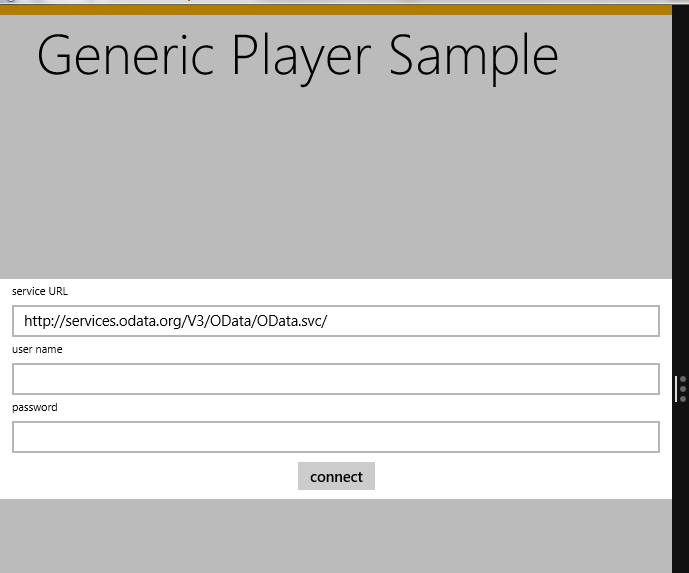 Generic Player Sample
service URL
http://services.odata.org/V3/OData/OData.svc/
user name
password
connect